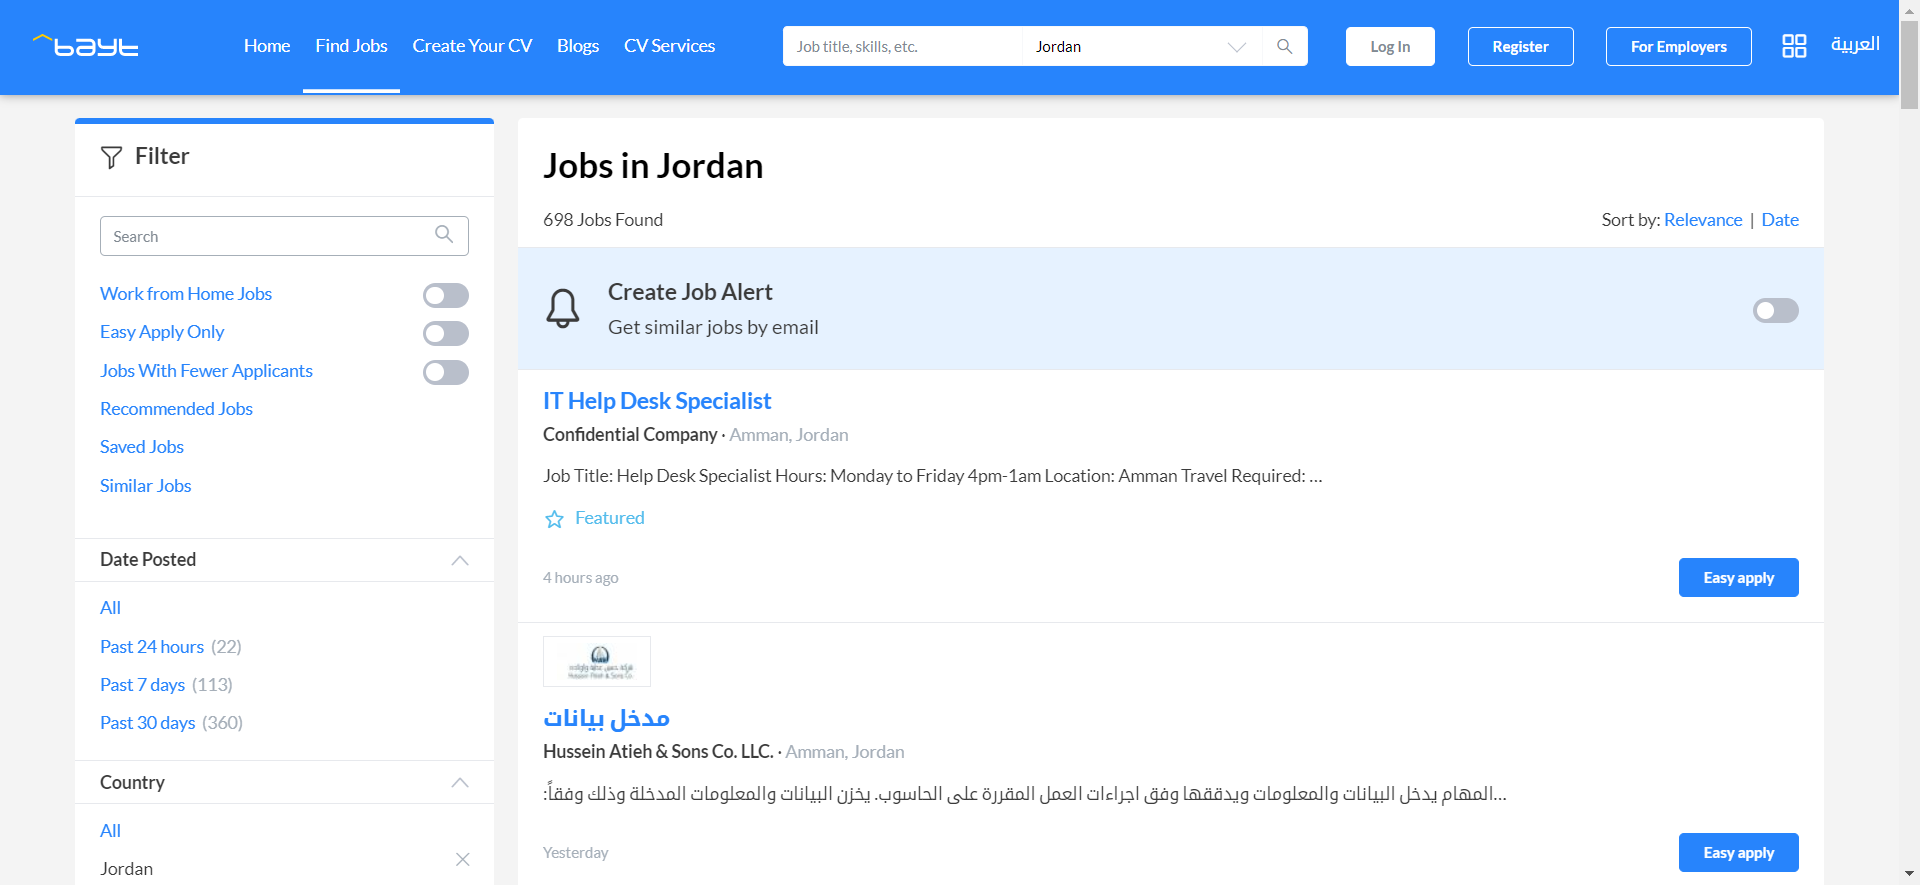 bayt
Home
Find Jobs
Create Your CV
Blogs
CV Services
Job title, skills, etc.
Jordan
Log In
Register
For Employers
العربية
Filter
Search
Work from Home Jobs
Easy Apply Only
Jobs With Fewer Applicants
Recommended Jobs
Saved Jobs
Similar Jobs
Date Posted
All
Past 24 hours (22)
Past 7 days (113)
Past 30 days (360)
Country
All
Jordan
Jobs in Jordan
698 Jobs Found
Sort by: Relevance | Date
Create Job Alert
Get similar jobs by email
IT Help Desk Specialist
Confidential Company · Amman, Jordan
Job Title: Help Desk Specialist Hours: Monday to Friday 4pm-1am Location: Amman Travel Required: ...
Featured
4 hours ago
Easy apply
Hussein Atieh & Sons Co.
مدخل بيانات
Hussein Atieh & Sons Co. LLC. · Amman, Jordan
المهام يدخل البيانات والمعلومات ويدققها وفق اجراءات العمل المقررة على الحاسوب. يخزن البيانات والمعلومات المدخلة وذلك وفقاً:...
Yesterday
Easy apply